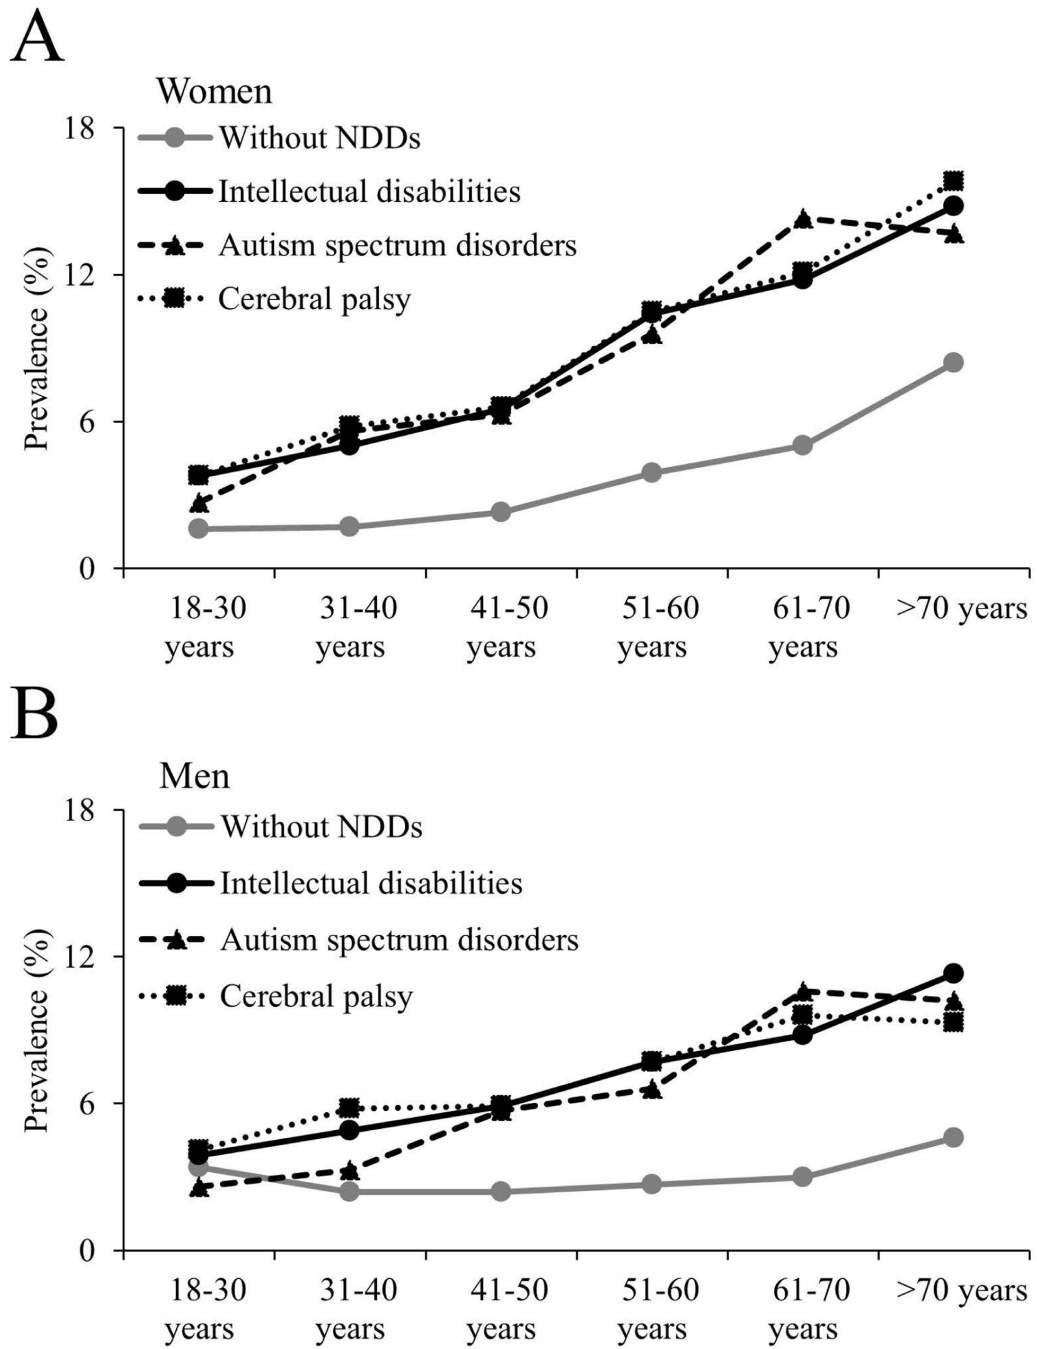 A
Women
18
Without NDDs
Intellectual disabilities
Autism spectrum disorders
12
Cerebral palsy
Prevalence (%)
6
0
18-30 years
31-40 years
41-50 years
51-60 years
61-70 years
>70 years
B
Men
18
Without NDDs
Intellectual disabilities
Autism spectrum disorders
12
Cerebral palsy
Prevalence (%)
6
0
18-30 years
31-40 years
41-50 years
51-60 years
61-70 years
>70 years